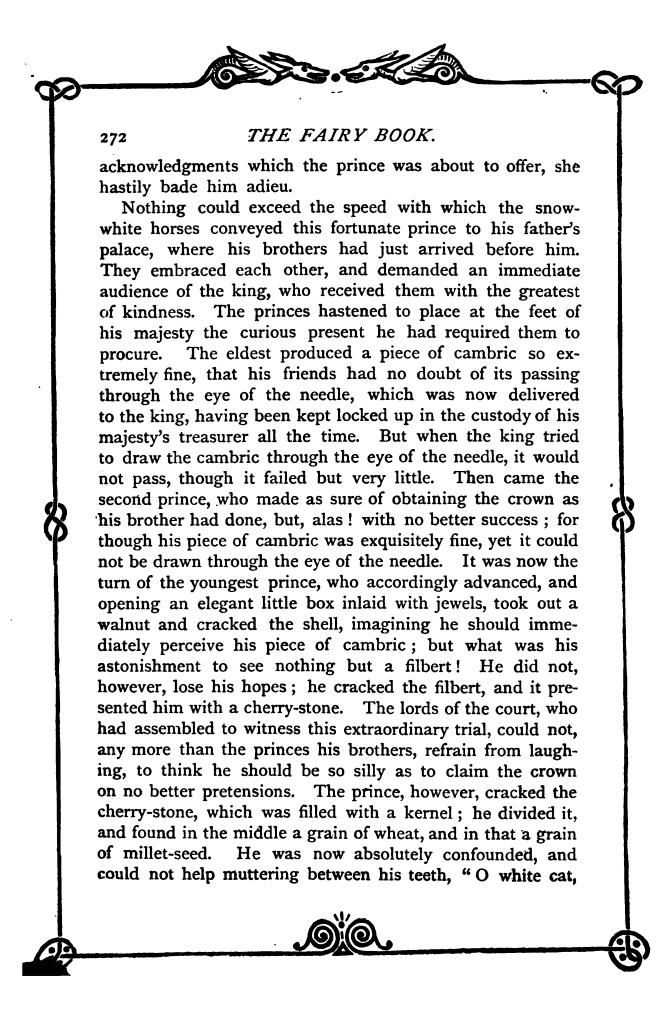 272 THE FAIRY BOOK.
acknowledgments which the prince was about to offer, she
hastily bade him adieu.
Nothing could exceed the speed with which the snow-
white horses conveyed this fortunate prince to his father's
palace, where his brothers had just arrived before him.
They embraced each other, and demanded an immediate
audience of the king, who received them with the greatest
of kindness. The princes hastened to place at the feet of
his majesty the curious present he had required them to
procure. The eldest produced a piece of cambric so ex-
tremely fine, that his friends had no doubt of its passing
through the eye of the needle, which was now delivered
to the king, having been kept locked up in the custody of his
majesty's treasurer all the time. But when the king tried
to draw the cambric through the eye of the needle, it would
not pass, though it failed but very little. Then came the
second prince, who made as sure of obtaining the crown as
his brother had done, but, alas ! with no better success ; for
though his piece of cambric was exquisitely fine, yet it could
not be drawn through the eye of the needle. It was now the
turn of the youngest prince, who accordingly advanced, and
opening an elegant little box inlaid with jewels, took out a
walnut and cracked the shell, imagining he should imme-
diately perceive his piece of cambric ; but what was his
astonishment to see nothing but a filbert ! He did not,
however, lose his hopes ; he cracked the filbert, and it pre-
sented him with a cherry-stone. The lords of the court, who
had assembled to witness this extraordinary trial, could not,
any more than the princes his brothers, refrain from laugh-
ing, to think he should be so silly as to claim the crown
on no better pretensions. The prince, however, cracked the
cherry-stone, which was filled with a kernel ; he divided it,
and found in the middle a grain of wheat, and in that a grain
of millet-seed. He was now absolutely confounded, and
could not help muttering between his teeth, " O white cat,